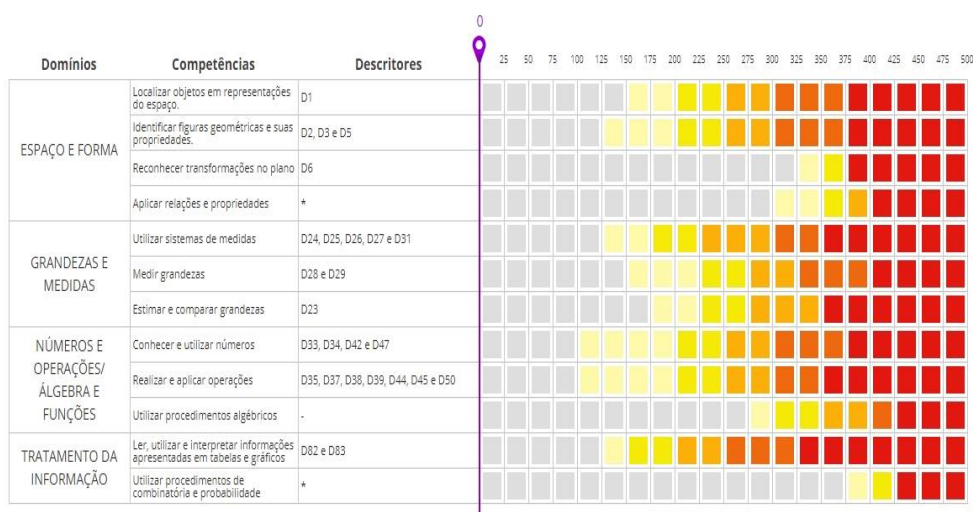 0
Domínios Competências Descritores 25 50 75 100 125 150 175 200 225 250 275 300 325 350 375 400 425 450 475 500
ESPAÇO E FORMA
Localizar objetos em representações
do espaço.
D1
Identificar figuras geométricas e suas
propriedades.
D2, D3 e D5
Reconhecer transformações no plano D6
Aplicar relações e propriedades *
GRANDEZAS E
MEDIDAS
Utilizar sistemas de medidas D24, D25, D26, D27 e D31
Medir grandezas D28 e D29
Estimar e comparar grandezas D23
NÚMEROS E
OPERAÇÕES/
ÁLGEBRA E
FUNÇÕES
Conhecer e utilizar números D33, D34, D42 e D47
Realizar e aplicar operações D35, D37, D38, D39, D44, D45 e D50
Utilizar procedimentos algébricos -
TRATAMENTO DA
INFORMAÇÃO
Ler, utilizar e interpretar informações
apresentadas em tabelas e gráficos
D82 e D83
Utilizar procedimentos de
combinatória e probabilidade
*